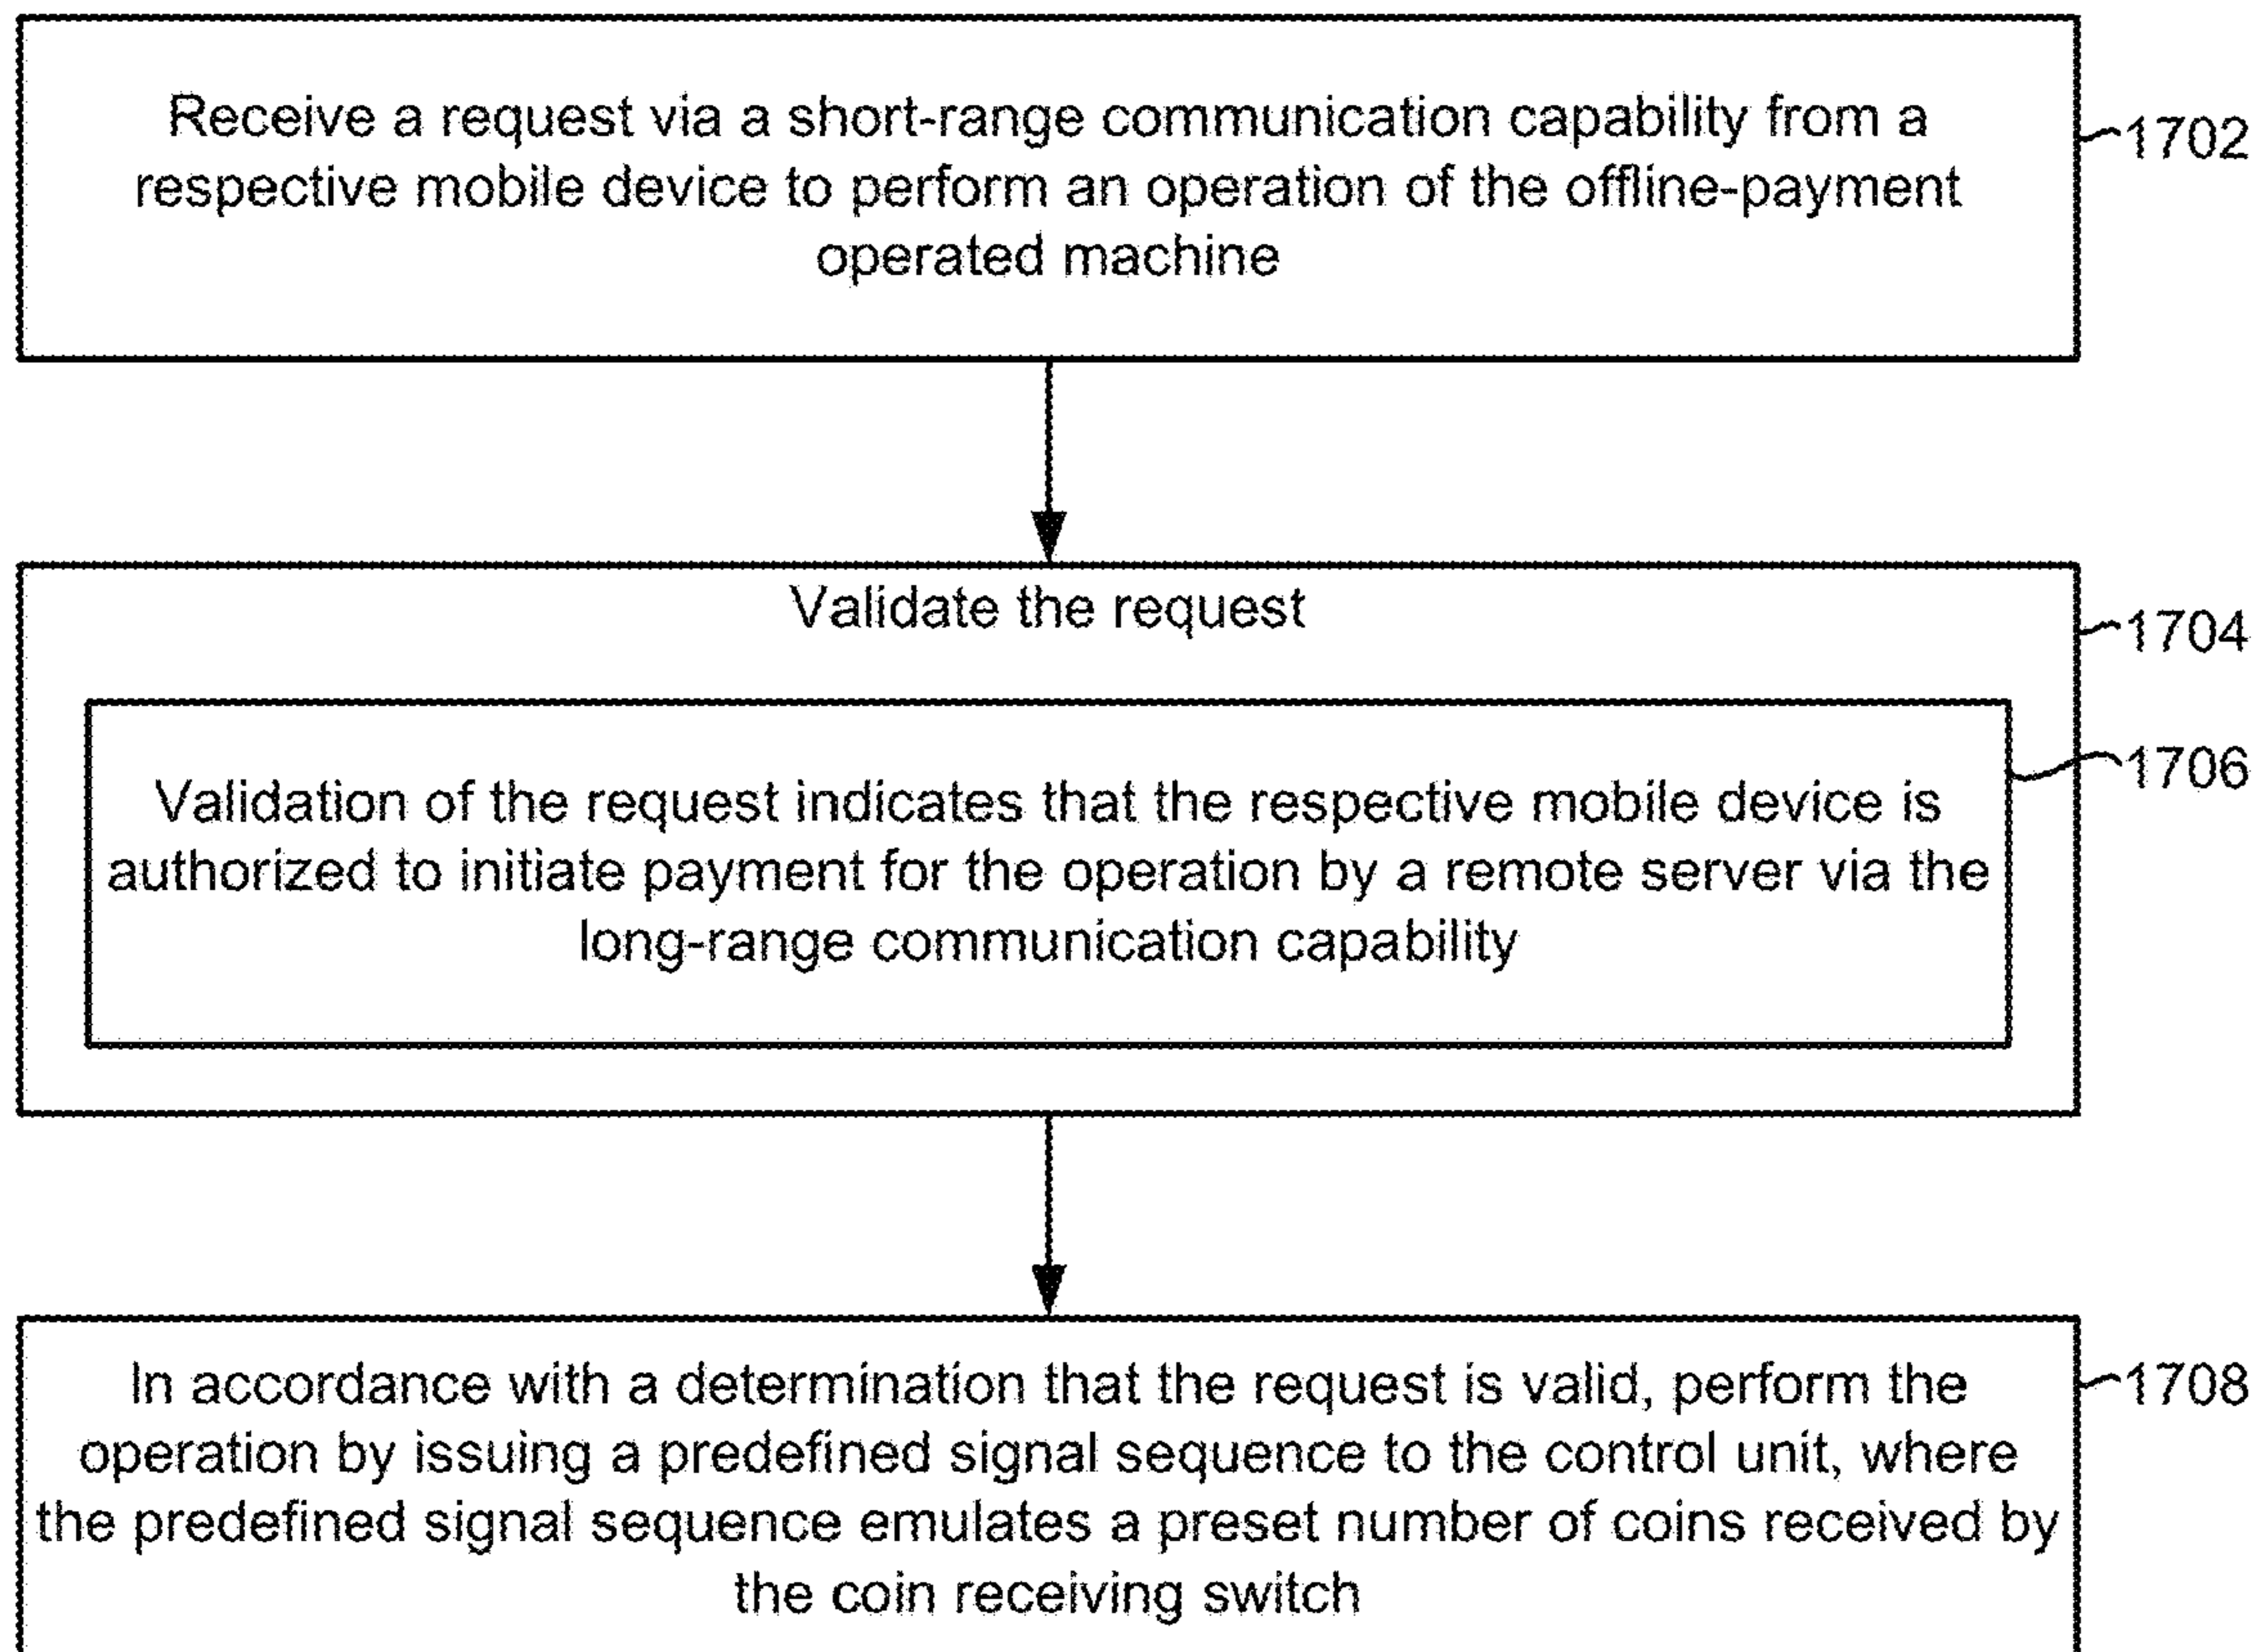 Receive a request via a short-range communication capability from a
respective mobile device to perform an operation of the offline-payment
operated machine
1702
Validate the request
1704
Validation of the request indicates that the respective mobile device is
authorized to initiate payment for the operation by a remote server via the
long-range communication capability
1706
In accordance with a determination that the request is valid, perform the
operation by issuing a predefined signal sequence to the control unit, where
the predefined signal sequence emulates a preset number of coins received by
the coin receiving switch
1708